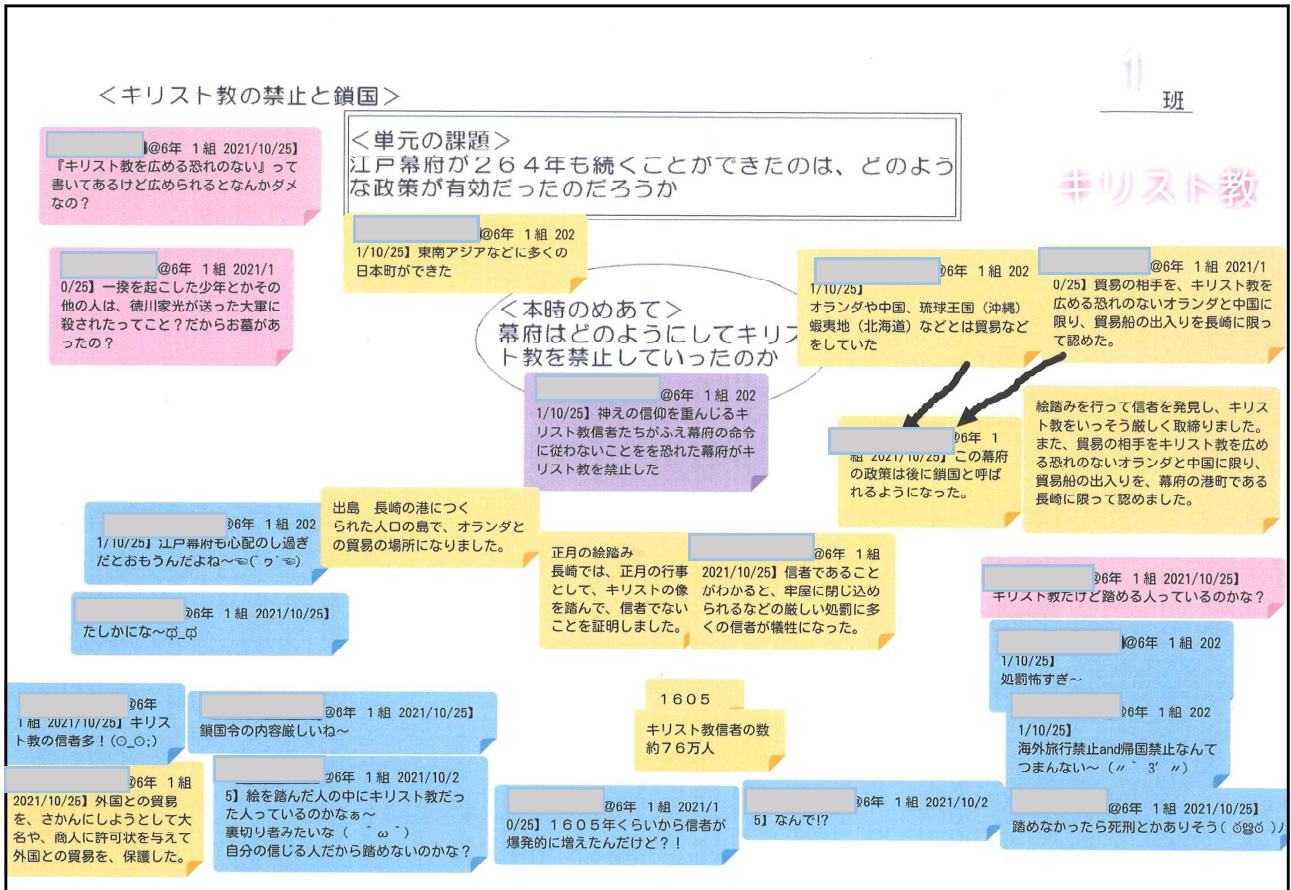 1
班
<キリスト教の禁止と鎖国>
キリスト教
<単元の課題>
江戸幕府が264年も続くことができたのは、どのよう
な政策が有効だったのだろうか
@6年 1組 2021/10/25】
『キリスト教を広める恐れのない』って
書いてあるけど広められるとなんかダメ
なの?
@6年 1組 202
1/10/25】東南アジアなどに多くの
日本町ができた
@6年 1組 2021/1
0/25】一揆を起こした少年とかその
他の人は、徳川家光が送った大軍に
殺されたってこと?だからお墓があ
ったの?
<本時のめあて>
幕府はどのようにしてキリス
ト教を禁止していったのか
@6年 1組 202
1/10/25】
オランダや中国、琉球王国(沖縄)
蝦夷地(北海道)などとは貿易など
をしていた
@6年 1組 2021/1
0/25】貿易の相手を、キリスト教を
広める恐れのないオランダと中国に
限り、貿易船の出入りを長崎に限っ
て認めた。
@6年 1組 202
1/10/25】神えの信仰を重んじるキ
リスト教信者たちがふえ幕府の命令
に従わないことをを恐れた幕府がキ
リスト教を禁止した
@6年 1
組 2021/10/25】この幕府
の政策は後に鎖国と呼ば
れるようになった。
絵踏みを行って信者を発見し、キリス
ト教をいっそう厳しく取締りました。
また、貿易の相手をキリスト教を広め
る恐れのないオランダと中国に限り、
貿易船の出入りを、幕府の港町である
長崎に限って認めました。
@6年 1組 202
1/10/25】江戸幕府も心配のし過ぎ
だとおもうんだよね〜
出島 長崎の港につく
られた人口の島で、オランダと
の貿易の場所になりました。
正月の絵踏み
長崎では、正月の行事
として、キリストの像
を踏んで、信者でない
ことを証明しました。
@6年 1組
2021/10/25】信者であること
がわかると、牢屋に閉じ込め
られるなどの厳しい処罰に多
くの信者が犠牲になった。
@6年 1組 2021/10/25】
キリスト教だけど踏める人っているのかな?
@6年 1組 2021/10/25】
たしかにな〜
@6年 1組 202
1/10/25】
処罰怖すぎ〜
@6年
1組 2021/10/25】キリス
ト教の信者多!(⊙_⊙;)
@6年 1組 2021/10/25】
鎖国令の内容厳しいね〜
1605
キリスト教信者の数
約76万人
@6年 1組 202
1/10/25】
海外旅行禁止and帰国禁止なんて
つまんない〜(〃` 3′ 〃)
@6年 1組
2021/10/25】外国との貿易
を、さかんにしようとして大
名や、商人に許可状を与えて
外国との貿易を、保護した。
@6年 1組 2021/10/2
5】絵を踏んだ人の中にキリスト教だっ
た人っているのかなぁ〜
裏切り者みたいな( ^ω^)
自分の信じる人だから踏めないのかな?
@6年 1組 2021/1
0/25】1605年くらいから信者が
爆発的に増えたんだけど?!
@6年 1組 2021/10/2
5】なんで!?
@6年 1組 2021/10/25】
踏めなかったら死刑とかありそう